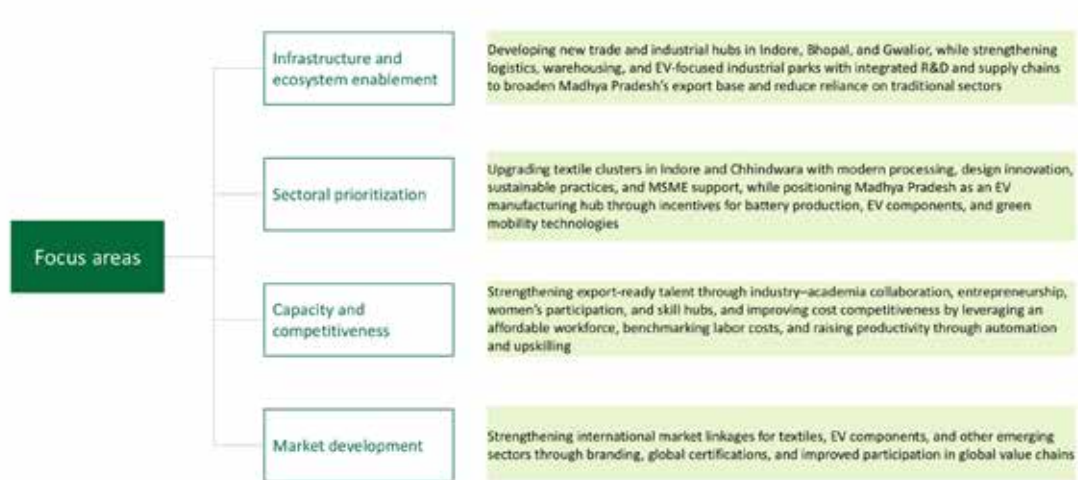 Focus areas
Infrastructure and
ecosystem enablement
Developing new trade and industrial hubs in Indore, Bhopal, and Gwalior, while strengthening
logistics, warehousing, and EV-focused industrial parks with integrated R&D and supply chains
to broaden Madhya Pradesh's export base and reduce reliance on traditional sectors
Sectoral prioritization
Upgrading textile clusters in Indore and Chhindwara with modern processing, design innovation,
sustainable practices, and MSME support, while positioning Madhya Pradesh as an EV
manufacturing hub through incentives for battery production, EV components, and green
mobility technologies
Capacity and
competitiveness
Strengthening export-ready talent through industry–academia collaboration, entrepreneurship,
women's participation, and skill hubs, and improving cost competitiveness by leveraging an
affordable workforce, benchmarking labor costs, and raising productivity through automation
and upskilling
Market development
Strengthening international market linkages for textiles, EV components, and other emerging
sectors through branding, global certifications, and improved participation in global value chains